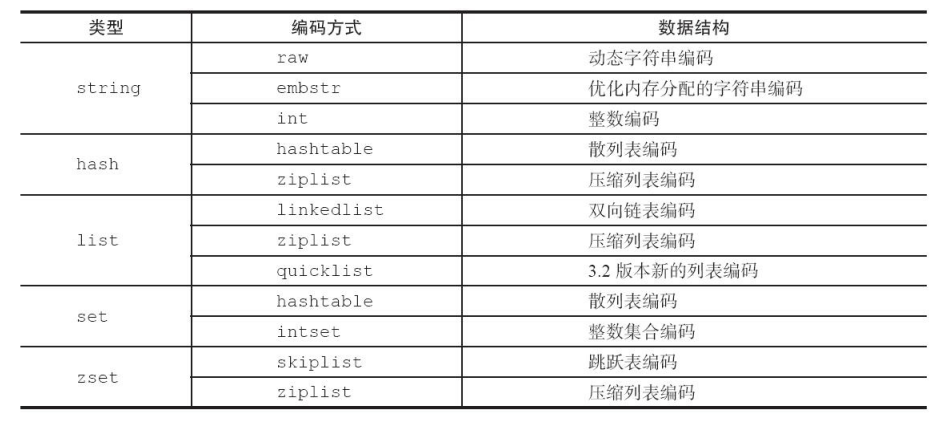 类型 编码方式 数据结构
string raw 动态字符串编码
embstr 优化内存分配的字符串编码
int 整数编码
hash hashtable 散列表编码
ziplist 压缩列表编码
list linkedlist 双向链表编码
ziplist 压缩列表编码
quicklist 3.2 版本新的列表编码
set hashtable 散列表编码
intset 整数集合编码
zset skiplist 跳跃表编码
ziplist 压缩列表编码